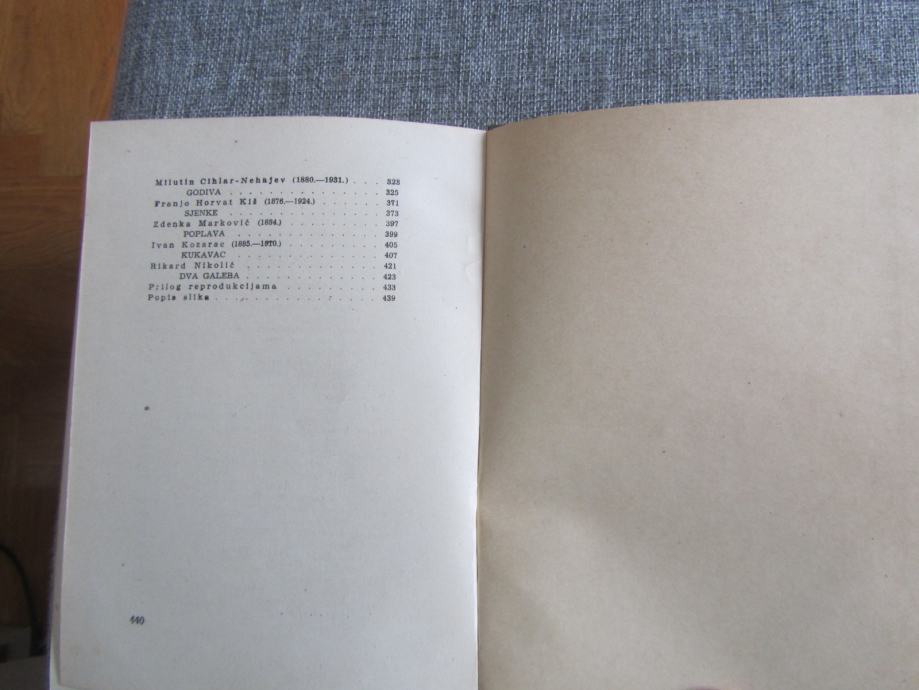 Milutin Cihlar-Nehajev (1880.—1931.) . . . 323
GODIVA . . . . . . . . . . . . . . . 325
Franjo Horvat Kiš (1876.—1924.) . . . . . . 371
SJENKE . . . . . . . . . . . . . . . 373
Zdenka Marković (1884.) . . . . . . . . . 397
POPLAVA . . . . . . . . . . . . . . . 399
Ivan Kozarac (1885.—1910.) . . . . . . . . . 405
KUKAVAC . . . . . . . . . . . . . . . 407
Rikard Nikolić . . . . . . . . . . . . . 421
DVA GALEBA . . . . . . . . . . . . . . 423
P:ilog reprodukcijama . . . . . . . . . . 433
Popis slika . . . . . . . . . . . . . . . 439
440